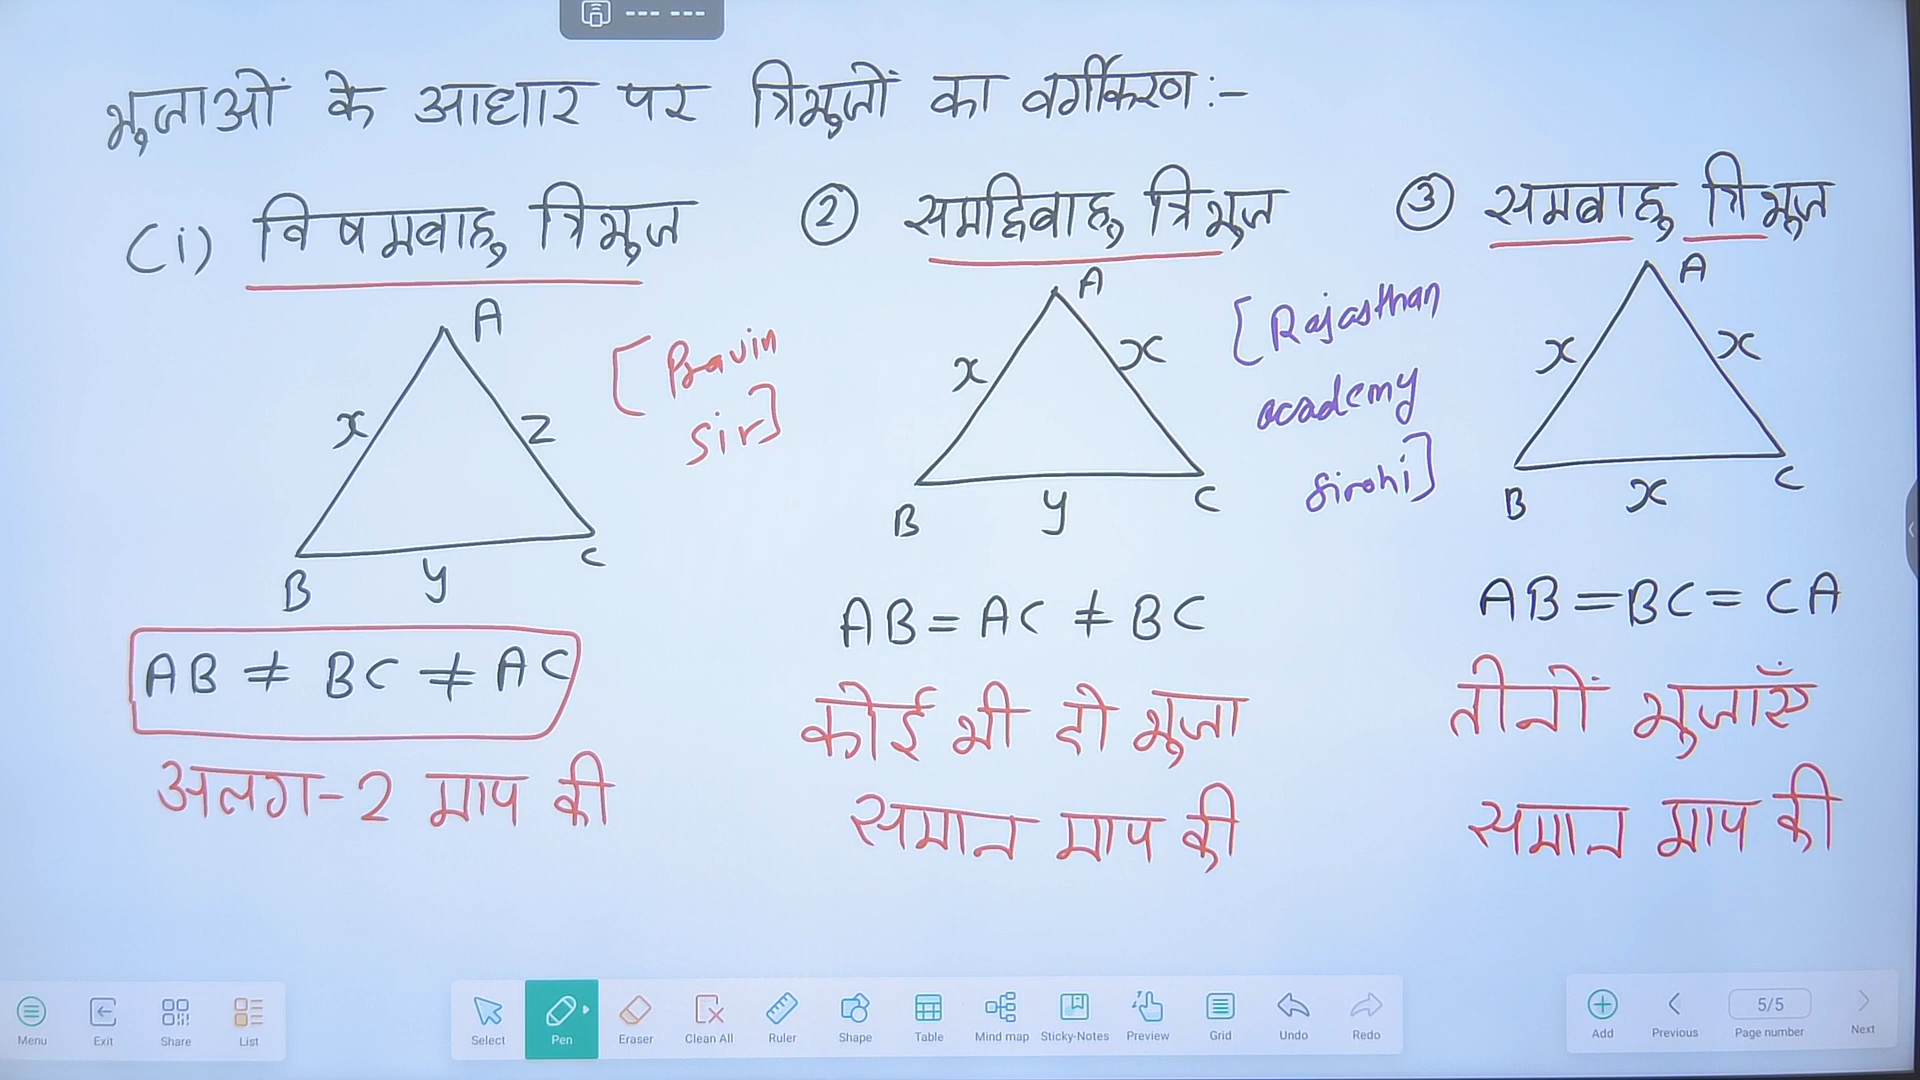 भुजाओं के आधार पर त्रिभुजों का वर्गीकरण :-
(i) विषमबाहु त्रिभुज
A
x
z
B
y
C
AB ≠ BC ≠ AC
अलग-2 माप की
[Pravin
sir]
② समद्विबाहु त्रिभुज
A
x
x
B
y
C
AB = AC ≠ BC
कोई भी दो भुजा
समान माप की
[Rajasthan
academy
Sirohi]
③ समबाहु त्रिभुज
A
x
x
B
x
C
AB = BC = CA
तीनों भुजाएँ
समान माप की
Menu
Exit
Share
List
Select
Pen
Eraser
Clean All
Ruler
Shape
Table
Mind map
Sticky-Notes
Preview
Grid
Undo
Redo
Add
Previous
5/5
Page number
Next